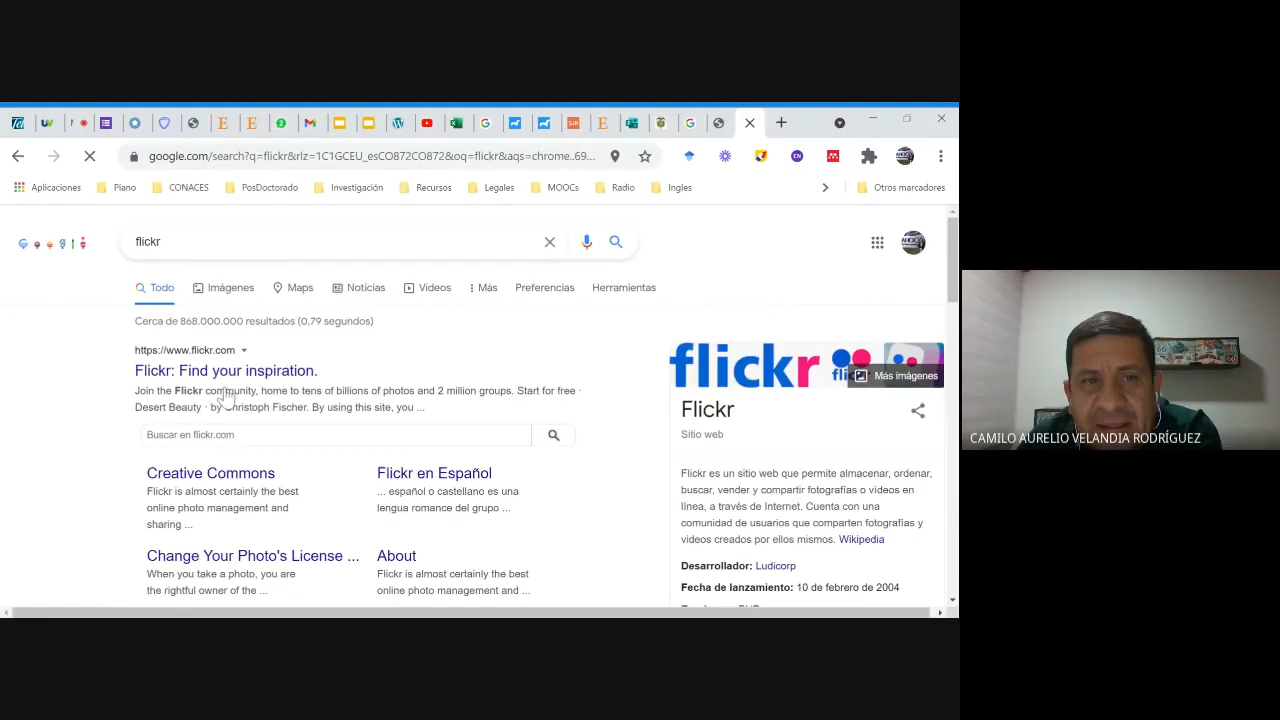 google.com/search?q=flickr&rlz=1C1GCEU_esCO872CO872&oq=flickr&aqs=chrome..69...
Aplicaciones Piano CONACES PosDoctorado Investigación Recursos Legales MOOCs Radio Ingles Otros marcadores
Google flickr
Todo Imágenes Maps Noticias Videos Más Preferencias Herramientas
Cerca de 868.000.000 resultados (0,79 segundos)
https://www.flickr.com
Flickr: Find your inspiration.
Join the Flickr community, home to tens of billions of photos and 2 million groups. Start for free ·
Desert Beauty · by Christoph Fischer. By using this site, you ...
Buscar en flickr.com
Creative Commons
Flickr is almost certainly the best
online photo management and
sharing ...
Flickr en Español
... español o castellano es una
lengua romance del grupo ...
Change Your Photo's License ...
When you take a photo, you are
the rightful owner of the ...
About
Flickr is almost certainly the best
online photo management and ...
flickr
Más imágenes
Flickr
Sitio web
Flickr es un sitio web que permite almacenar, ordenar,
buscar, vender y compartir fotografías o vídeos en
línea, a través de Internet. Cuenta con una
comunidad de usuarios que comparten fotografías y
videos creados por ellos mismos. Wikipedia
Desarrollador: Ludicorp
Fecha de lanzamiento: 10 de febrero de 2004
CAMILO AURELIO VELANDIA RODRÍGUEZ